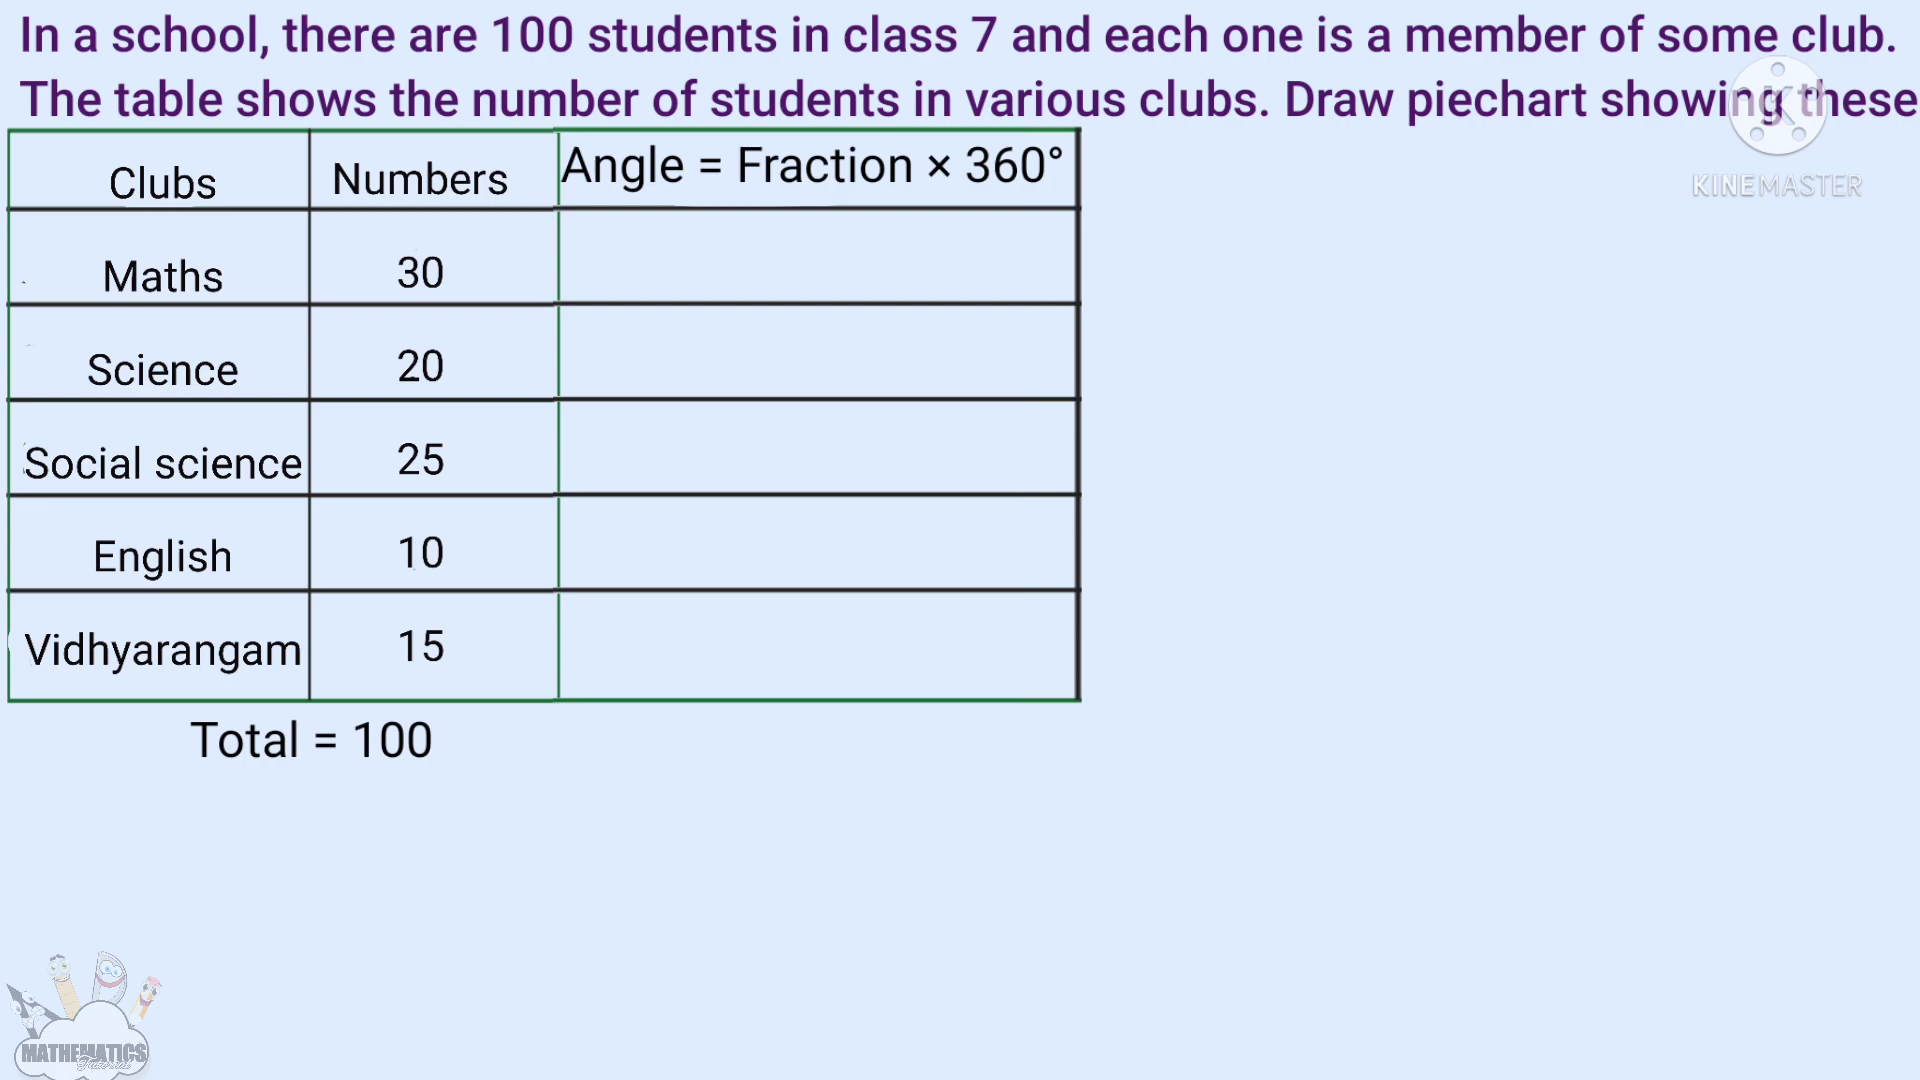 In a school, there are 100 students in class 7 and each one is a member of some club.
The table shows the number of students in various clubs. Draw piechart showing these
KINEMASTER
Clubs Numbers Angle = Fraction × 360°
Maths 30
Science 20
Social science 25
English 10
Vidhyarangam 15
Total = 100
MATHEMATICS
Tutorial